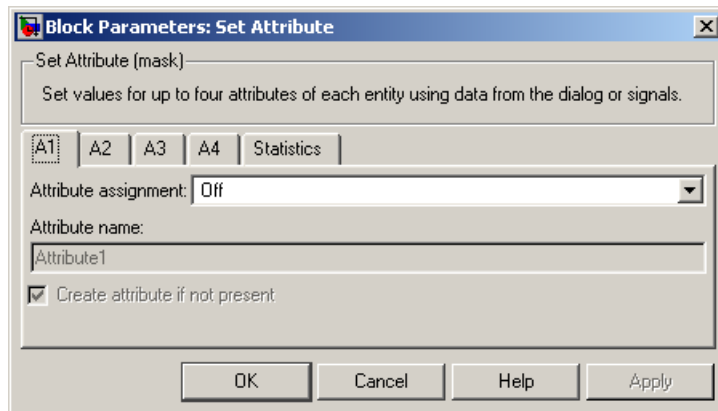 Block Parameters: Set Attribute
Set Attribute (mask)
Set values for up to four attributes of each entity using data from the dialog or signals.
A1 A2 A3 A4 Statistics
Attribute assignment: Off
Attribute name:
Attribute1
Create attribute if not present
OK Cancel Help Apply